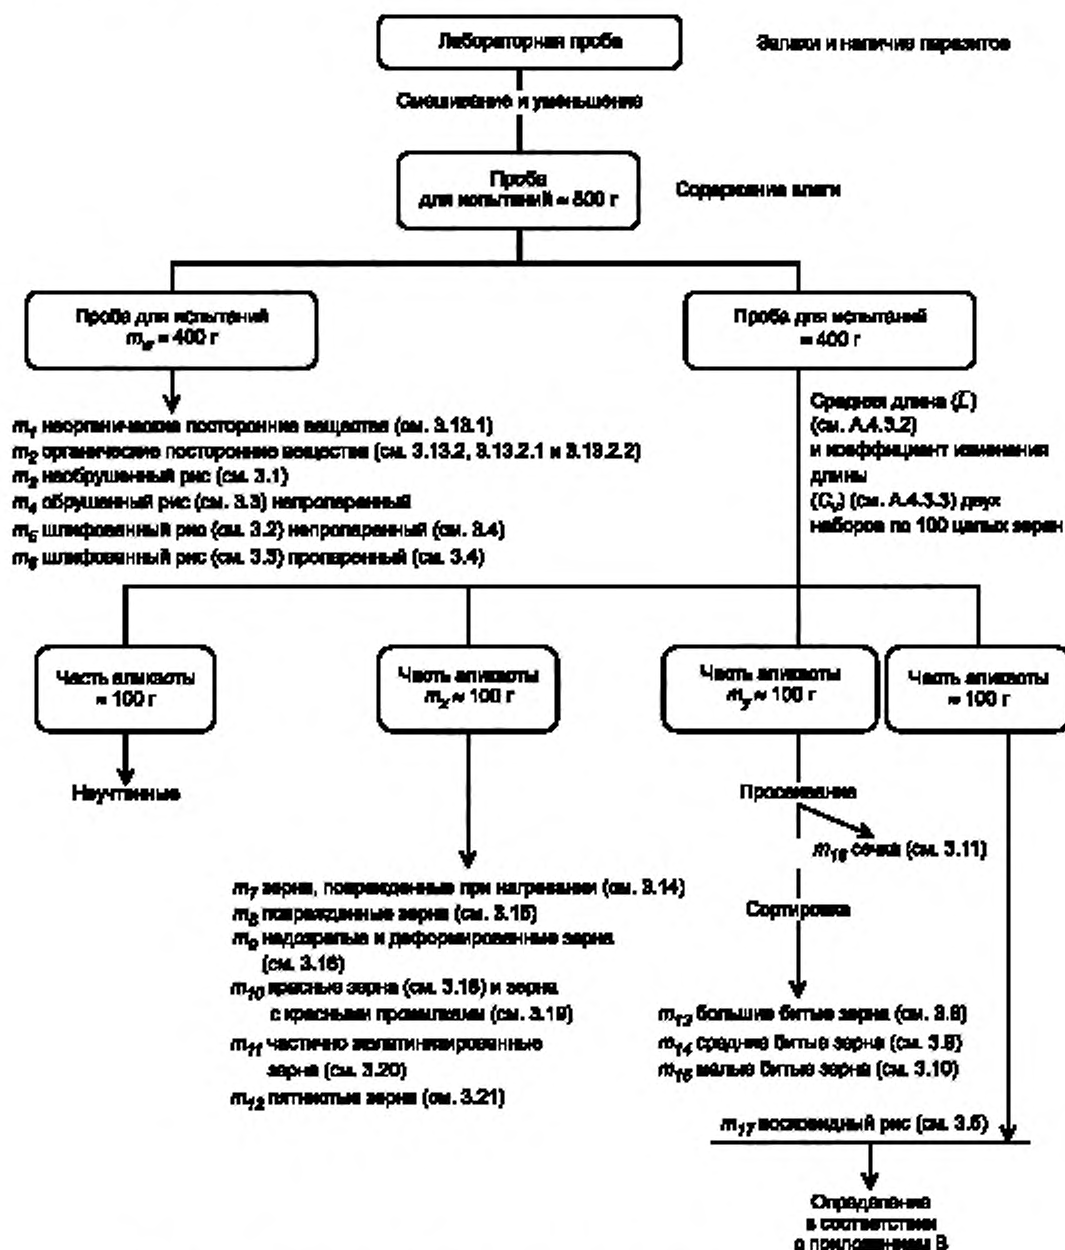 Лабораторная проба
Запахи и наличие паразитов
Смешивание и уменьшение
Проба
для испытаний ≈ 800 г
Содержание влаги
Проба для испытаний
m = 400 г
Проба для испытаний
≈ 400 г
m1 неорганические посторонние вещества (см. 3.13.1)
m2 органические посторонние вещества (см. 3.13.2, 3.13.2.1 и 3.13.2.2)
m3 необрушенный рис (см. 3.1)
m4 обрушенный рис (см. 3.3) непропаренный
m5 шлифованный рис (см. 3.2) непропаренный (см. 3.4)
m6 шлифованный рис (см. 3.3) пропаренный (см. 3.4)
Средняя длина (L̄)
(см. A.4.3.2)
и коэффициент изменения
длины
(Cv) (см. A.4.3.3) двух
наборов по 100 целых зерен
Часть аликвоты
≈ 100 г
Часть аликвоты
mx ≈ 100 г
Часть аликвоты
my ≈ 100 г
Часть аликвоты
≈ 100 г
Неучтенные
Просеивание
m16 сечка (см. 3.11)
Сортировка
m7 зерна, поврежденные при нагревании (см. 3.14)
m8 поврежденные зерна (см. 3.15)
m9 недозрелые и деформированные зерна
(см. 3.16)
m10 красные зерна (см. 3.18) и зерна
с красными прожилками (см. 3.19)
m11 частично желатинизированные
зерна (см. 3.20)
m12 пятнистые зерна (см. 3.21)
m13 большие битые зерна (см. 3.8)
m14 средние битые зерна (см. 3.9)
m15 малые битые зерна (см. 3.10)
m17 восковидный рис (см. 3.5)
Определение
в соответствии
с приложением B